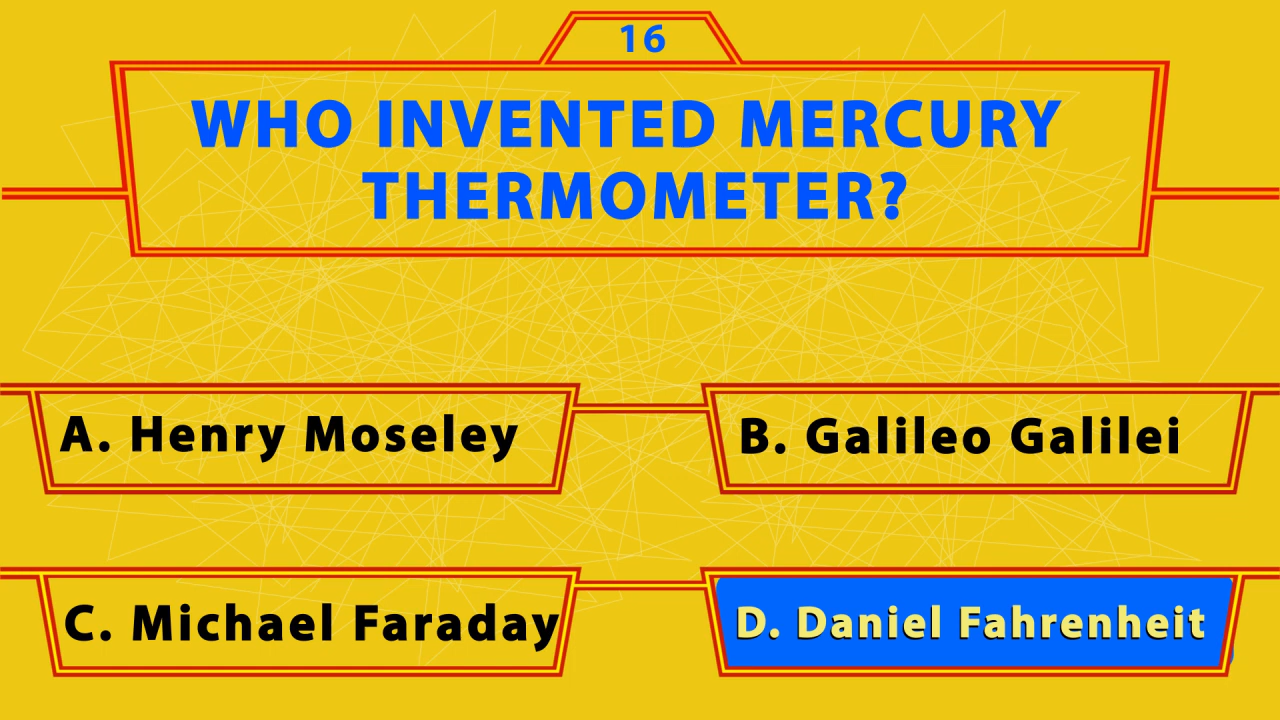 16
WHO INVENTED MERCURY
THERMOMETER?
A. Henry Moseley
B. Galileo Galilei
C. Michael Faraday
D. Daniel Fahrenheit